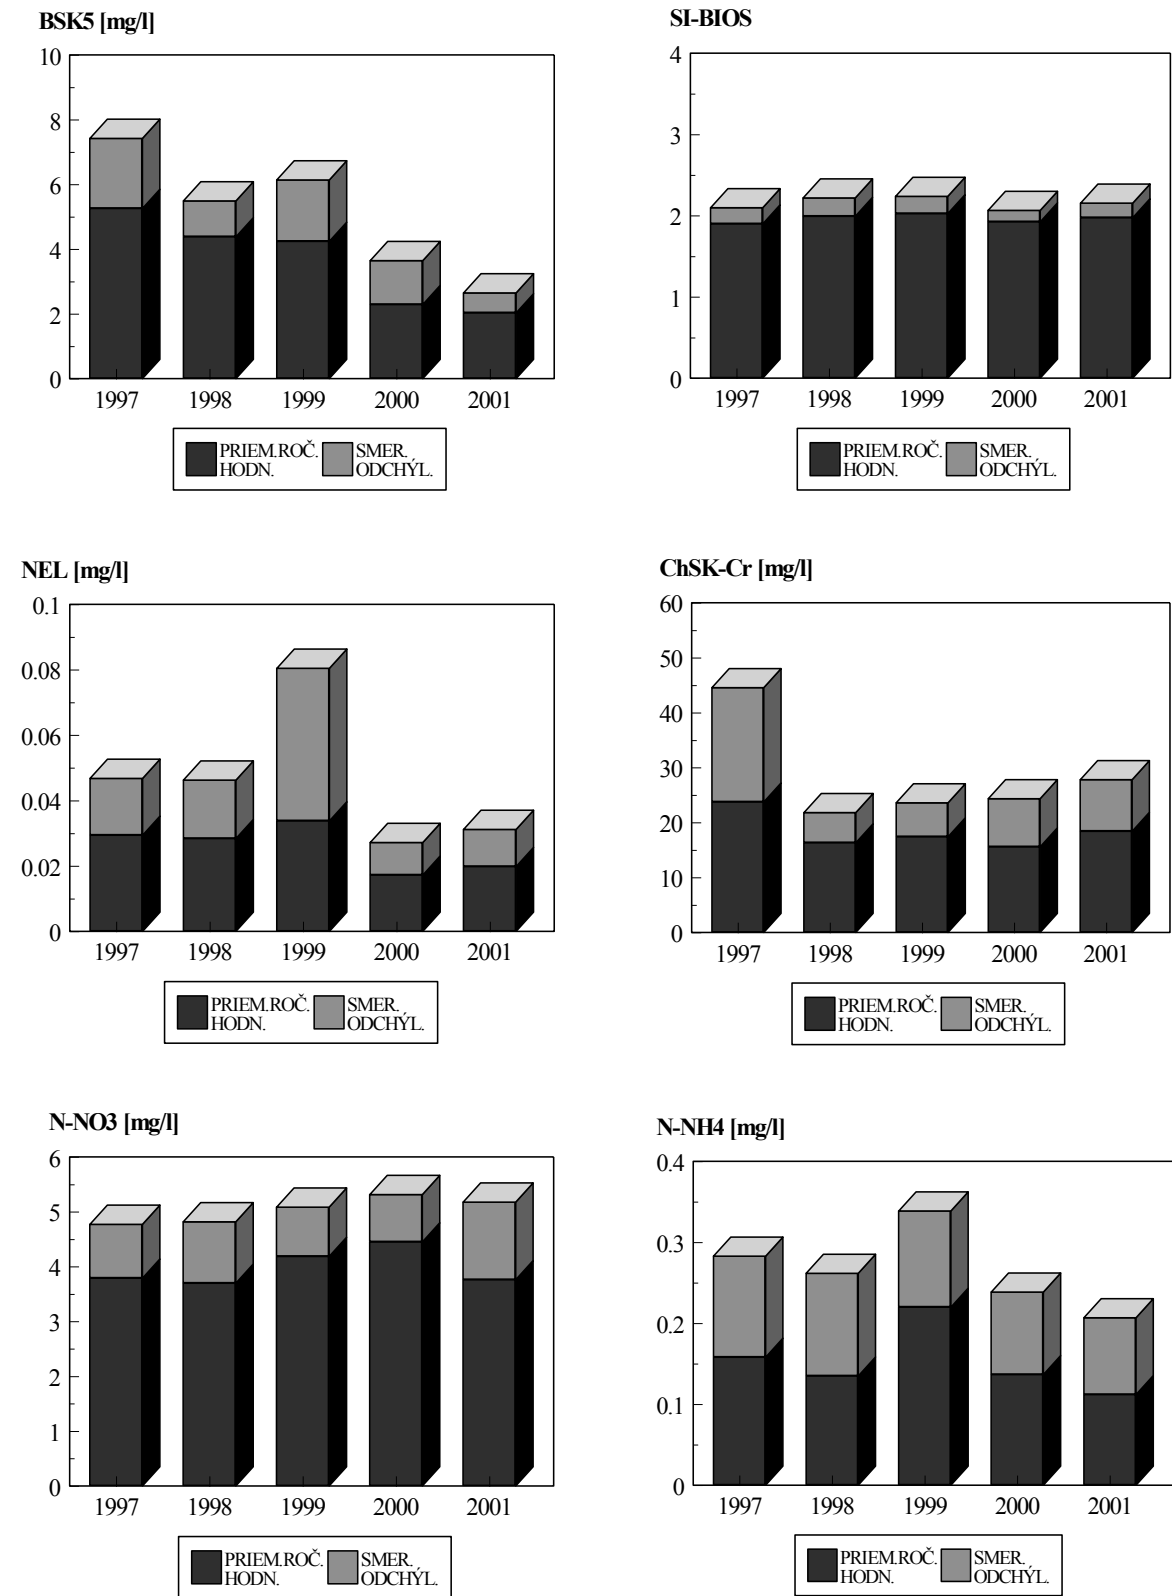 BSK5 [mg/l]
10
8
6
4
2
0
1997 1998 1999 2000 2001
PRIEM.ROČ. SMER.
HODN. ODCHÝL.
SI-BIOS
4
3
2
1
0
1997 1998 1999 2000 2001
PRIEM.ROČ. SMER.
HODN. ODCHÝL.
NEL [mg/l]
0.1
0.08
0.06
0.04
0.02
0
1997 1998 1999 2000 2001
PRIEM.ROČ. SMER.
HODN. ODCHÝL.
ChSK-Cr [mg/l]
60
50
40
30
20
10
0
1997 1998 1999 2000 2001
PRIEM.ROČ. SMER.
HODN. ODCHÝL.
N-NO3 [mg/l]
6
5
4
3
2
1
0
1997 1998 1999 2000 2001
PRIEM.ROČ. SMER.
HODN. ODCHÝL.
N-NH4 [mg/l]
0.4
0.3
0.2
0.1
0
1997 1998 1999 2000 2001
PRIEM.ROČ. SMER.
HODN. ODCHÝL.